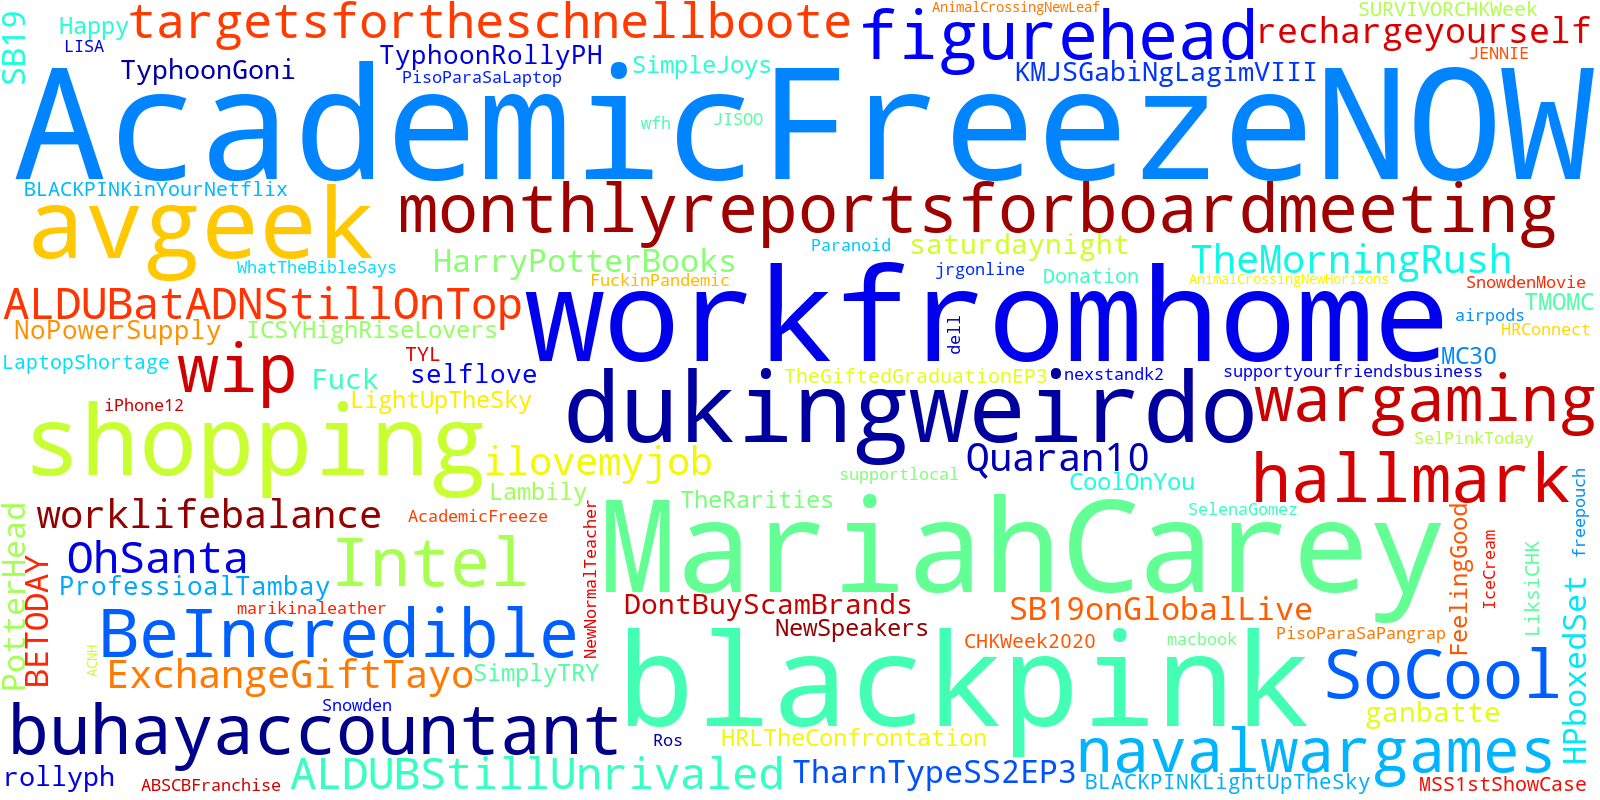 SB19
Happy
LISA
targetsfortheschnellboote
AnimalCrossingNewLeaf
figurehead
SURVIVORCHKWeek
rechargeyourself
JENNIE
TyphoonGoni
TyphoonRollyPH
PisoParaSaLaptop
SimpleJoys
KMJSGabiNgLagimVIII
AcademicFreezeNOW
wfh
JISOO
BLACKPINKinYourNetflix
avgeek
monthlyreportsforboardmeeting
WhatTheBibleSays
HarryPotterBooks
Paranoid
saturdaynight
TheMorningRush
FuckinPandemic
jrgonline
Donation
AnimalCrossingNewHorizons
SnowdenMovie
TMOMC
ALDUBatADNStillOnTop
workfromhome
dell
airpods
HRConnect
NoPowerSupply
ICSYHighRiseLovers
LaptopShortage
wip
TYL
MC30
Fuck
selflove
TheGiftedGraduationEP3
nexstandk2
supportyourfriendsbusiness
iPhone12
LightUpTheSky
dukingweirdo
wargaming
shopping
ilovemyjob
Quaran10
SelPinkToday
supportlocal
CoolOnYou
hallmark
freepouch
Lambily
TheRarities
SelenaGomez
PotterHead
worklifebalance
AcademicFreeze
NewNormalTeacher
MariahCarey
FeelingGood
IceCream
LiksiCHK
OhSanta
Intel
BETODAY
ProfessioalTambay
marikinaleather
DontBuyScamBrands
SB19onGlobalLive
HPboxedSet
BeIncredible
NewSpeakers
CHKWeek2020
macbook
PisoParaSaPangrap
ACNH
ExchangeGiftTayo
SimplyTRY
blackpink
SoCool
Snowden
buhayaccountant
ganbatte
Ros
HRLTheConfrontation
navalwargames
rollyph
ABSCBFranchise
ALDUBStillUnrivaled
TharnTypeSS2EP3
BLACKPINKLightUpTheSky
MSS1stShowCase